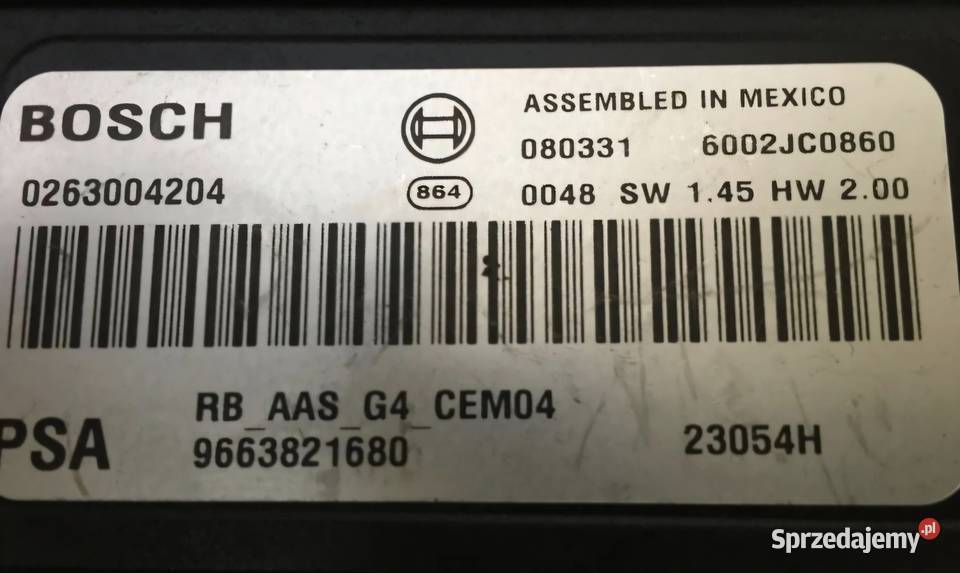 BOSCH
ASSEMBLED IN MEXICO
080331 6002JC0860
0263004204
864
0048 SW 1.45 HW 2.00
RB_AAS_G4_CEM04
PSA
9663821680
23054H
Sprzedajemy.pl